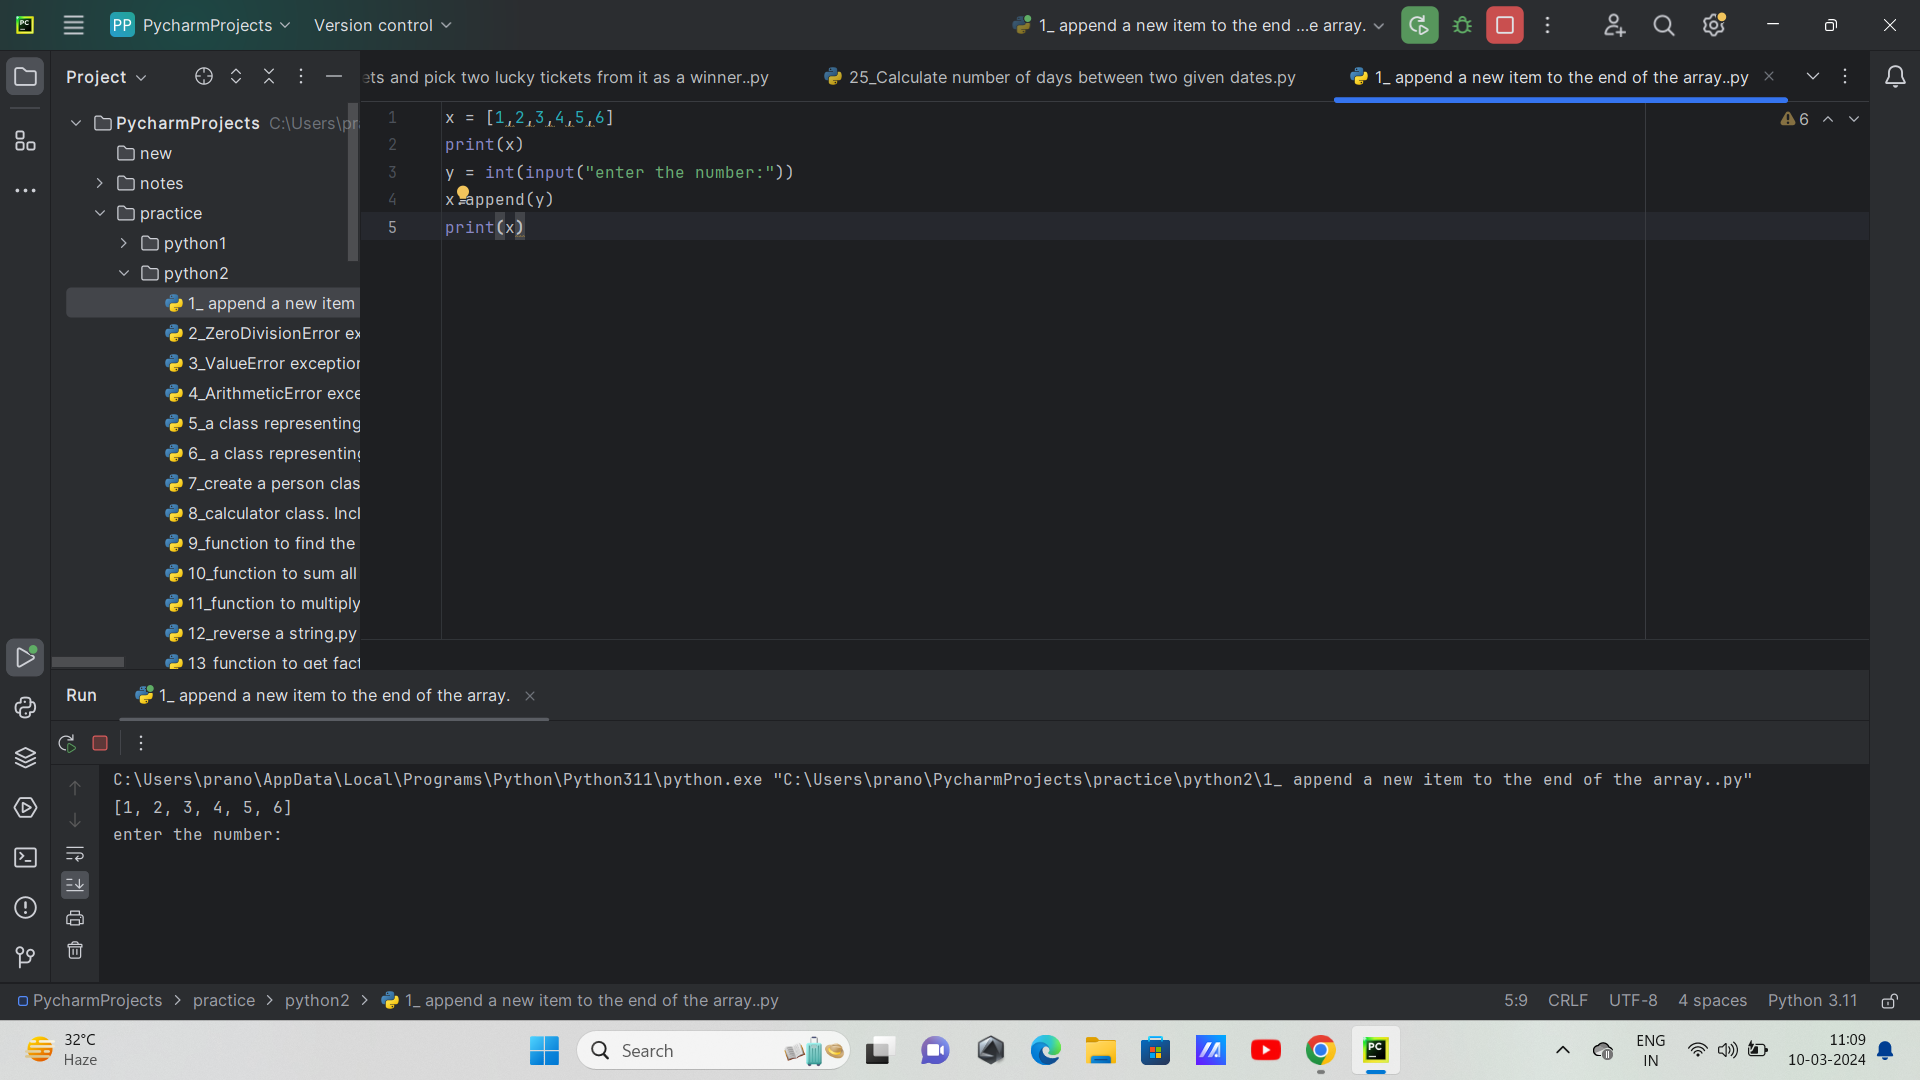 PP PycharmProjects Version control 1_ append a new item to the end ...e array.
Project
ets and pick two lucky tickets from it as a winner..py
25_Calculate number of days between two given dates.py
1_ append a new item to the end of the array..py
PycharmProjects C:\Users\pr
new
notes
practice
python1
python2
1_ append a new item
2_ZeroDivisionError ex
3_ValueError exception
4_ArithmeticError exce
5_a class representing
6_ a class representing
7_create a person clas
8_calculator class. Incl
9_function to find the
10_function to sum all
11_function to multiply
12_reverse a string.py
13_function to get fact
6
1 x = [1,2,3,4,5,6]
2 print(x)
3 y = int(input("enter the number:"))
4 x.append(y)
5 print(x)
Run 1_ append a new item to the end of the array.
C:\Users\prano\AppData\Local\Programs\Python\Python311\python.exe "C:\Users\prano\PycharmProjects\practice\python2\1_ append a new item to the end of the array..py"
[1, 2, 3, 4, 5, 6]
enter the number:
PycharmProjects > practice > python2 > 1_ append a new item to the end of the array..py
5:9 CRLF UTF-8 4 spaces Python 3.11
32°C
Haze
Search
PC
ENG
IN
11:09
10-03-2024